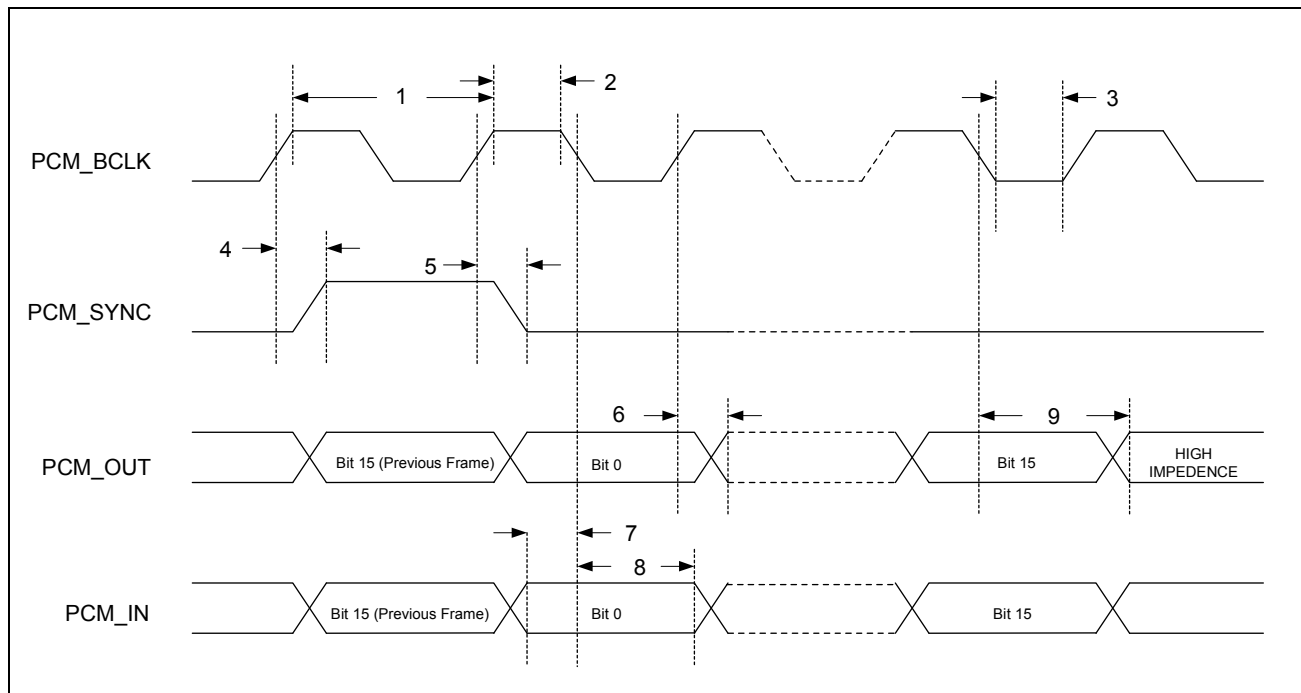 1
2
3
PCM_BCLK
4
5
PCM_SYNC
6
9
PCM_OUT
Bit 15 (Previous Frame)
Bit 0
Bit 15
HIGH
IMPEDENCE
7
8
PCM_IN
Bit 15 (Previous Frame)
Bit 0
Bit 15